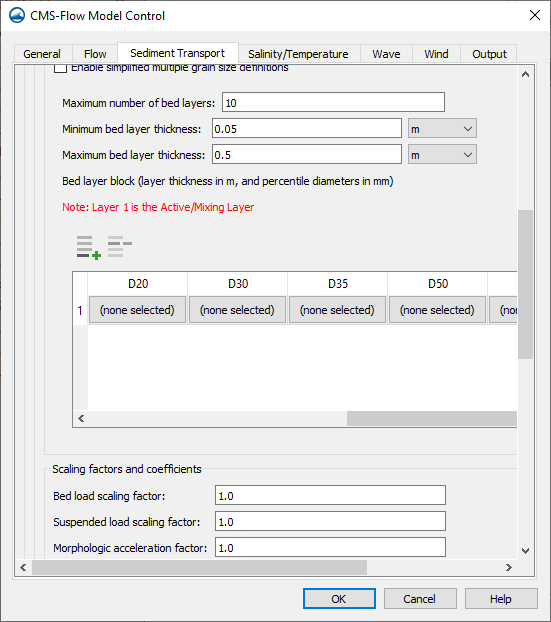 CMS-Flow Model Control
General Flow Sediment Transport Salinity/Temperature Wave Wind Output
Enable simplified multiple grain size definitions
Maximum number of bed layers: 10
Minimum bed layer thickness: 0.05 m
Maximum bed layer thickness: 0.5 m
Bed layer block (layer thickness in m, and percentile diameters in mm)
Note: Layer 1 is the Active/Mixing Layer
D20 D30 D35 D50
1 (none selected) (none selected) (none selected) (none selected) (none
Scaling factors and coefficients
Bed load scaling factor: 1.0
Suspended load scaling factor: 1.0
Morphologic acceleration factor: 1.0
OK Cancel Help